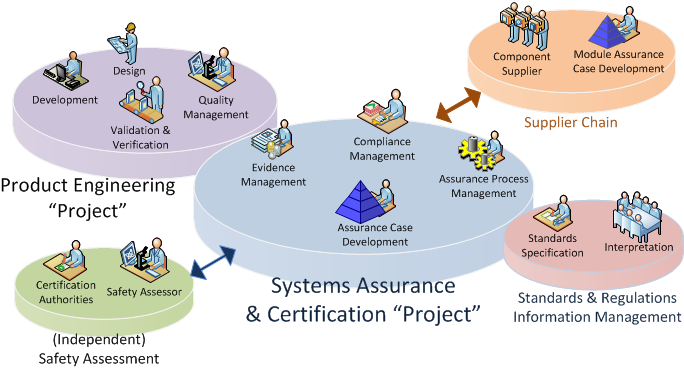 Design
Development
Quality
Management
Validation &
Verification
Product Engineering
“Project”
Component
Supplier
Module Assurance
Case Development
Supplier Chain
Evidence
Management
Compliance
Management
Assurance Process
Management
Assurance Case
Development
Systems Assurance
& Certification “Project”
Standards
Specification
Interpretation
Standards & Regulations
Information Management
Certification
Authorities
Safety Assessor
(Independent)
Safety Assessment